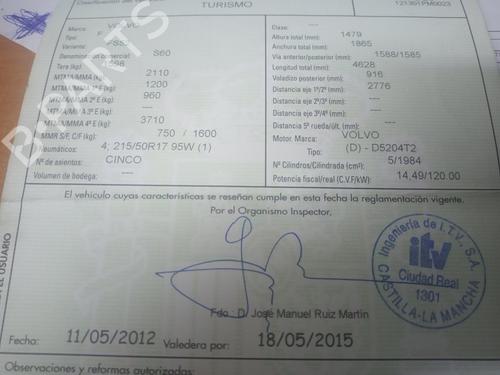 Clasificación del vehículo
TURISMO
Marca: VOLVO
Tipo: F
Variante: FS52
Denominación comercial: S60
Tara (kg):
MTMA/MMA (kg) 2110
MTMA/MMA 1º E (kg): 1200
MTMA/MMA 2º E (kg): 960
MTMA/MMA 3º E (kg): ---
MTMA/MMA 4º E (kg): 3710
MMR S/F, C/F (kg) 750 / 1600
Neumáticos: 4; 215/50R17 95W (1)
Nº de asientos: CINCO
Volumen de bodega: ---
Clase: ---
Altura total (mm): 1479
Anchura total (mm): 1865
Vía anterior/posterior (mm): 1588/1585
Longitud total (mm): 4628
Voladizo posterior (mm): 916
Distancia eje 1º/2º (mm): 2776
Distancia eje 2º/3º (mm): ---
Distancia eje 3º/4º (mm): ---
Distancia 5ª rueda/últ. (mm): ---
Motor: Marca: VOLVO
Tipo: (D) - D5204T2
Nº Cilindros/Cilindrada (cm³) 5/1984
Potencia fiscal/real (C.V.F/kW): 14,49/120.00
El vehículo cuyas características se reseñan cumple en esta fecha la reglamentación vigente.
Por el Organismo Inspector,
Ingeniería de I.T.V., S.A.
itv
Ciudad Real
1301
CASTILLA-LA MANCHA
Fdo.: D. José Manuel Ruiz Martin
Fecha: 11/05/2012 Valedera por: 18/05/2015
Observaciones y reformas autorizadas:
EL USUARIO